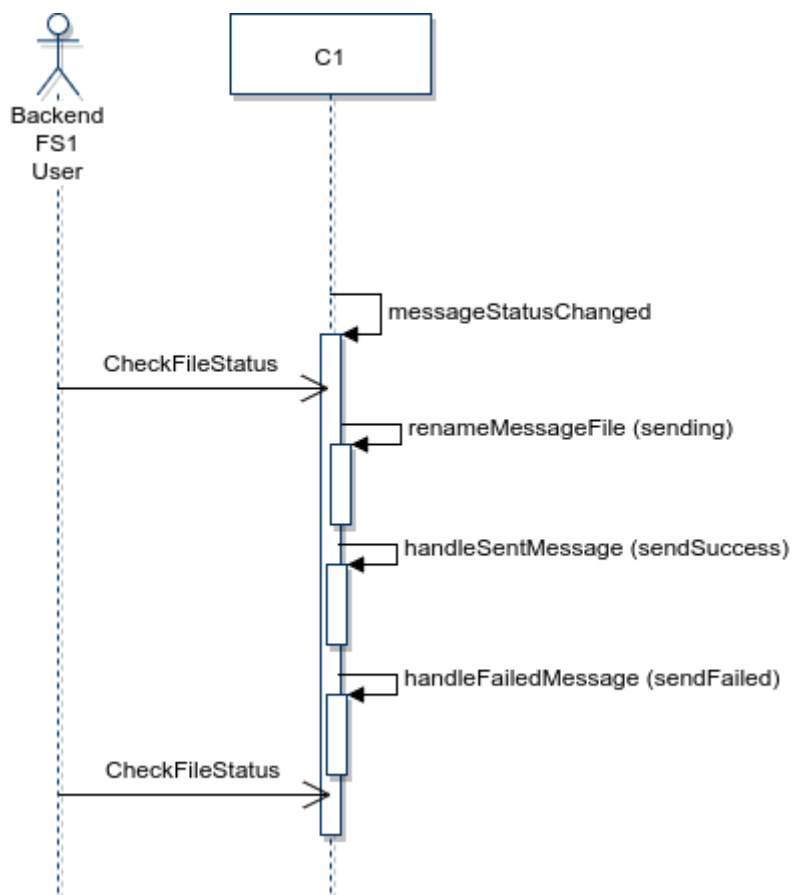 C1
Backend
FS1
User
messageStatusChanged
CheckFileStatus
renameMessageFile (sending)
handleSentMessage (sendSuccess)
handleFailedMessage (sendFailed)
CheckFileStatus